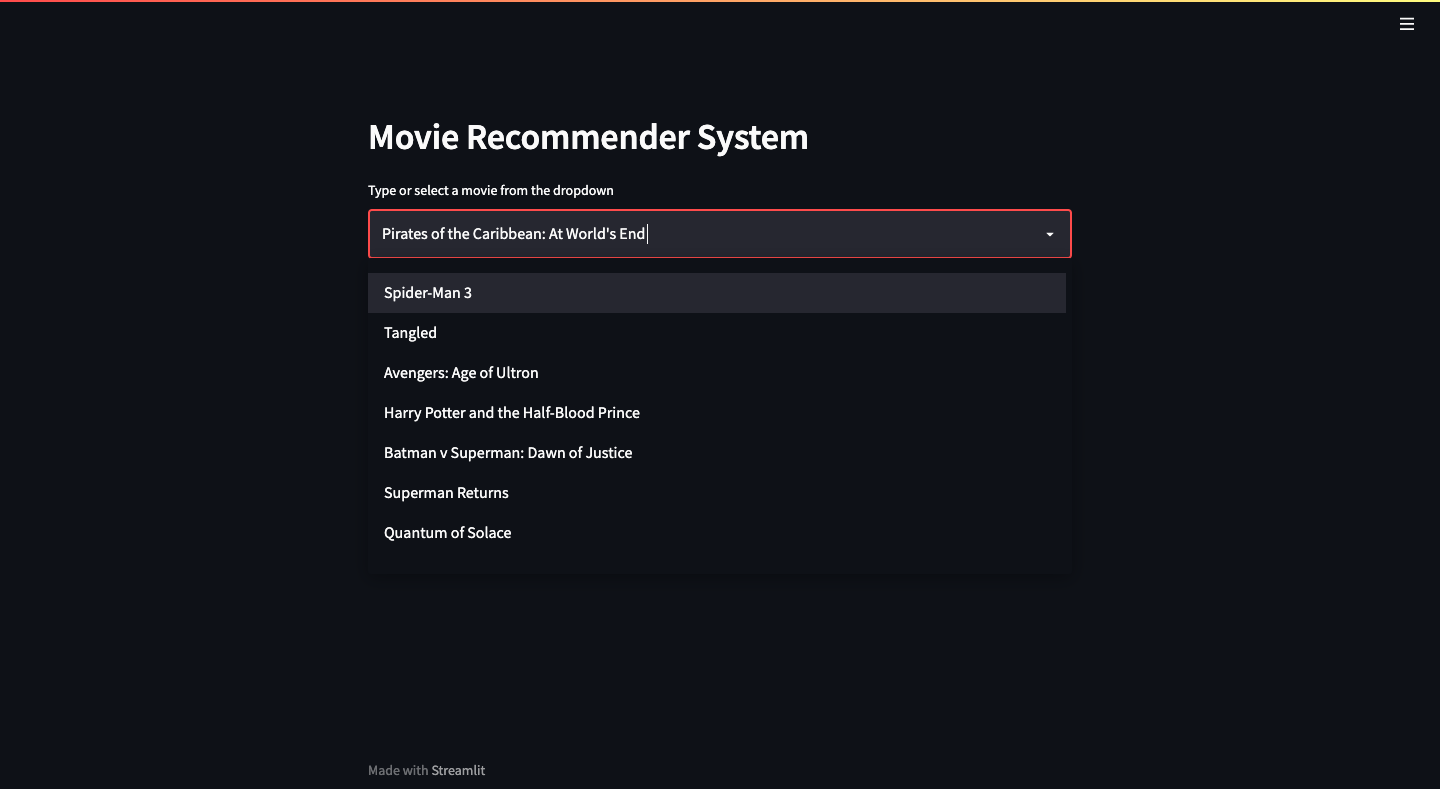 Movie Recommender System
Type or select a movie from the dropdown
Pirates of the Caribbean: At World's End
Spider-Man 3
Tangled
Avengers: Age of Ultron
Harry Potter and the Half-Blood Prince
Batman v Superman: Dawn of Justice
Superman Returns
Quantum of Solace
Made with Streamlit